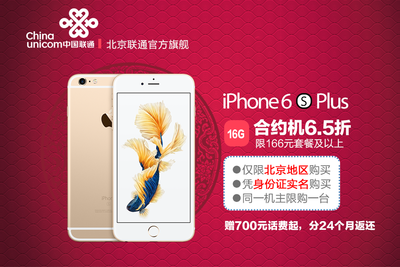 China
unicom中国联通
北京联通官方旗舰
iPhone 6 S Plus
16G 合约机6.5折
限166元套餐及以上
仅限北京地区购买
凭身份证实名购买
同一机主限购一台
赠700元话费起，分24个月返还